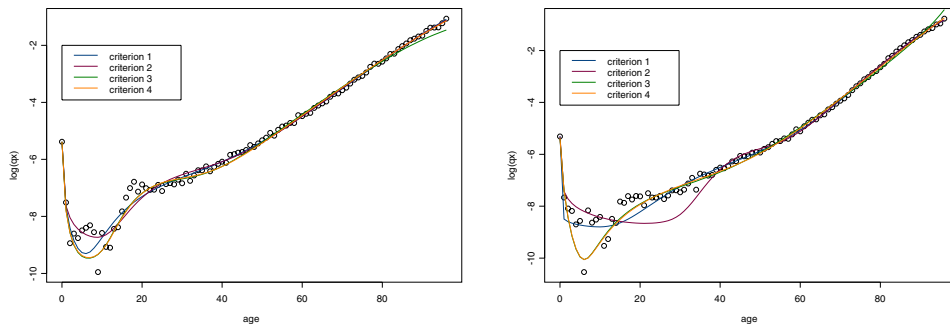 -2
-4
-6
-8
-10
log(qx)
criterion 1
criterion 2
criterion 3
criterion 4
0
20
40
60
80
age
-2
-4
-6
-8
-10
log(qx)
criterion 1
criterion 2
criterion 3
criterion 4
0
20
40
60
80
age